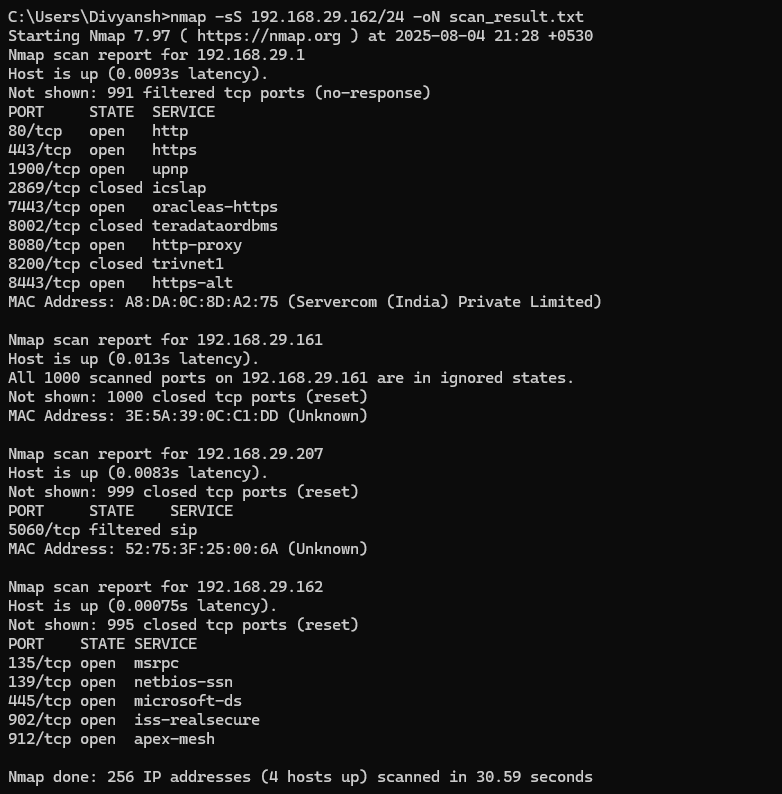 C:\Users\Divyansh>nmap -sS 192.168.29.162/24 -oN scan_result.txt
Starting Nmap 7.97 ( https://nmap.org ) at 2025-08-04 21:28 +0530
Nmap scan report for 192.168.29.1
Host is up (0.0093s latency).
Not shown: 991 filtered tcp ports (no-response)
PORT     STATE  SERVICE
80/tcp   open   http
443/tcp  open   https
1900/tcp open   upnp
2869/tcp closed icslap
7443/tcp open   oracleas-https
8002/tcp closed teradataordbms
8080/tcp open   http-proxy
8200/tcp closed trivnet1
8443/tcp open   https-alt
MAC Address: A8:DA:0C:8D:A2:75 (Servercom (India) Private Limited)

Nmap scan report for 192.168.29.161
Host is up (0.013s latency).
All 1000 scanned ports on 192.168.29.161 are in ignored states.
Not shown: 1000 closed tcp ports (reset)
MAC Address: 3E:5A:39:0C:C1:DD (Unknown)

Nmap scan report for 192.168.29.207
Host is up (0.0083s latency).
Not shown: 999 closed tcp ports (reset)
PORT     STATE    SERVICE
5060/tcp filtered sip
MAC Address: 52:75:3F:25:00:6A (Unknown)

Nmap scan report for 192.168.29.162
Host is up (0.00075s latency).
Not shown: 995 closed tcp ports (reset)
PORT    STATE SERVICE
135/tcp open  msrpc
139/tcp open  netbios-ssn
445/tcp open  microsoft-ds
902/tcp open  iss-realsecure
912/tcp open  apex-mesh

Nmap done: 256 IP addresses (4 hosts up) scanned in 30.59 seconds